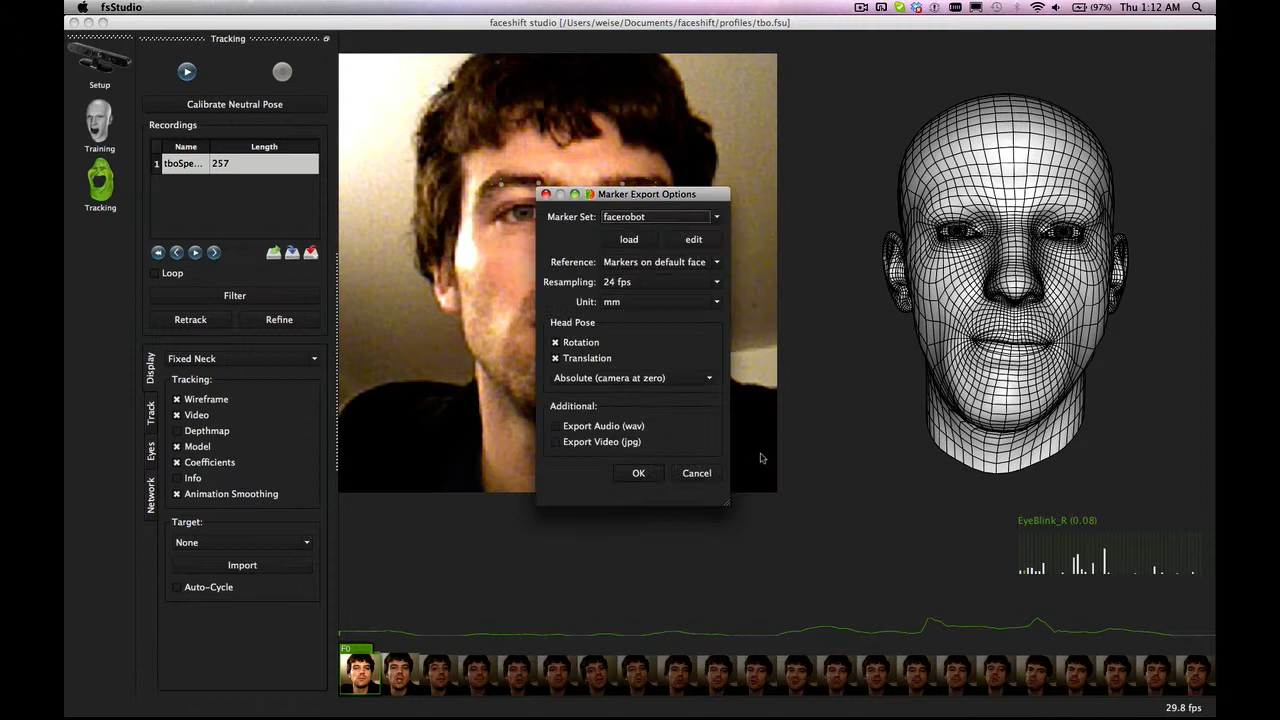 fsStudio
(97%) Thu 1:12 AM
faceshift studio [/Users/weise/Documents/faceshift/profiles/tbo.fsu]
Setup
Training
Tracking
Tracking
Calibrate Neutral Pose
Recordings
Name Length
1 tboSpe... 257
Loop
Filter
Retrack Refine
Display
Track
Eyes
Network
Fixed Neck
Tracking:
Wireframe
Video
Depthmap
Model
Coefficients
Info
Animation Smoothing
Target:
None
Import
Auto-Cycle
Marker Export Options
Marker Set: facerobot
load edit
Reference: Markers on default face
Resampling: 24 fps
Unit: mm
Head Pose
Rotation
Translation
Absolute (camera at zero)
Additional:
Export Audio (wav)
Export Video (jpg)
OK Cancel
EyeBlink_R (0.08)
F0
29.8 fps